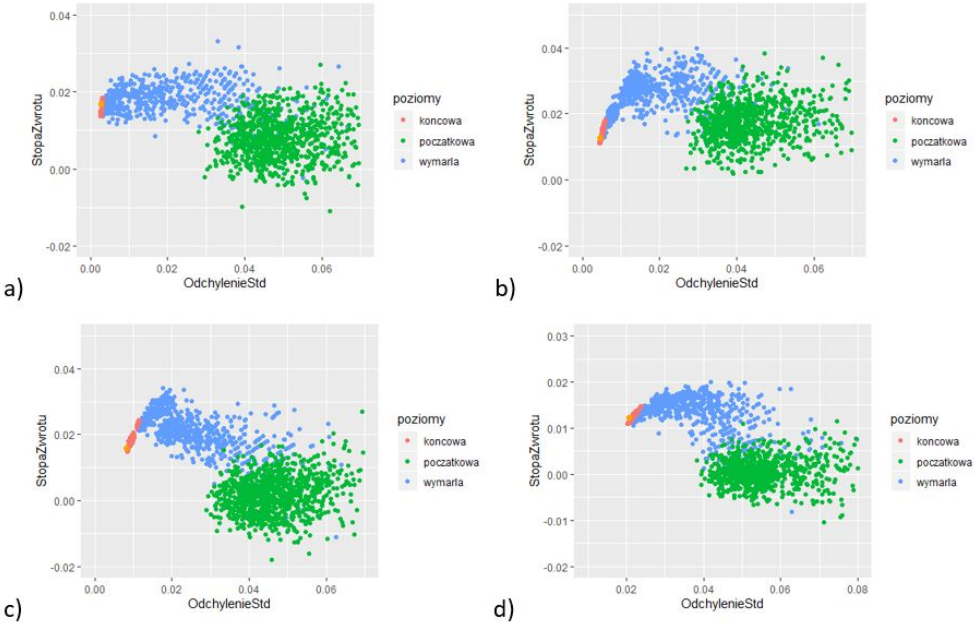 0.04
0.02
0.00
-0.02
StopaZwrotu
0.00 0.02 0.04 0.06
OdchylenieStd
poziomy
koncowa
poczatkowa
wymarla
a)
0.04
0.02
0.00
-0.02
StopaZwrotu
0.00 0.02 0.04 0.06
OdchylenieStd
poziomy
koncowa
poczatkowa
wymarla
b)
0.04
0.02
0.00
-0.02
StopaZwrotu
0.00 0.02 0.04 0.06
OdchylenieStd
poziomy
koncowa
poczatkowa
wymarla
c)
0.03
0.02
0.01
0.00
-0.01
-0.02
StopaZwrotu
0.02 0.04 0.06 0.08
OdchylenieStd
poziomy
koncowa
poczatkowa
wymarla
d)